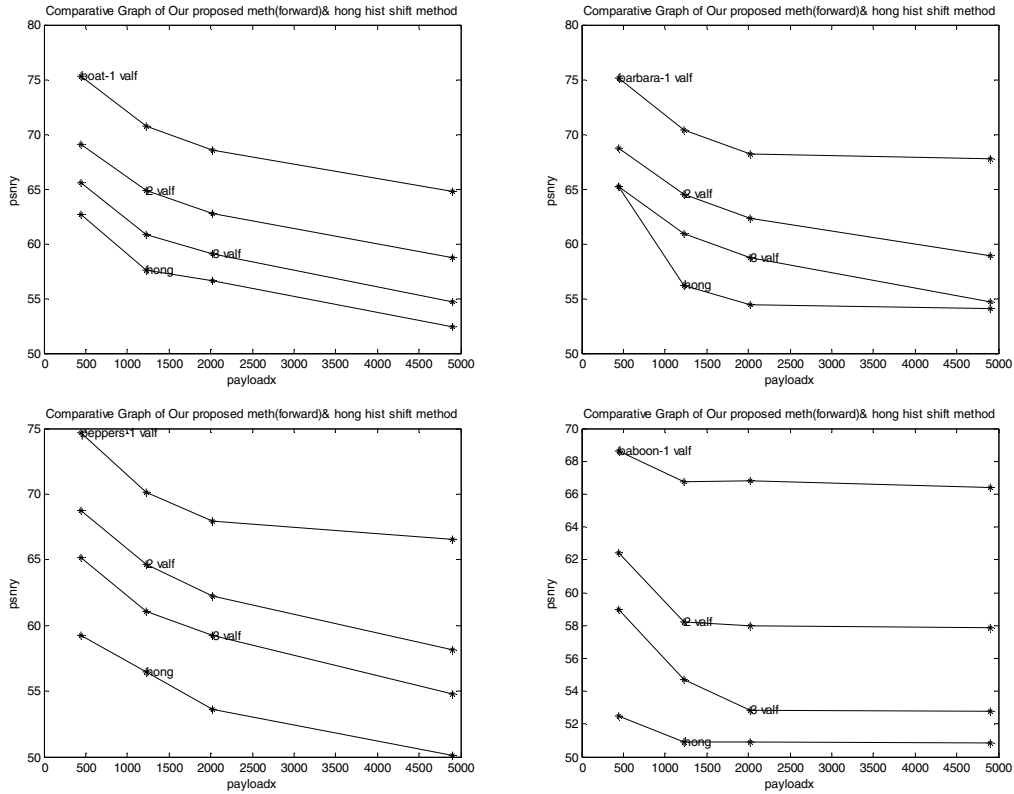 Comparative Graph of Our proposed meth(forward)& hong hist shift method
80
75
70
65
60
55
50
psnry
boat-1 valf
2 valf
3 valf
hong
0 500 1000 1500 2000 2500 3000 3500 4000 4500 5000
payloadx
Comparative Graph of Our proposed meth(forward)& hong hist shift method
80
75
70
65
60
55
50
psnry
barbara-1 valf
2 valf
3 valf
hong
0 500 1000 1500 2000 2500 3000 3500 4000 4500 5000
payloadx
Comparative Graph of Our proposed meth(forward)& hong hist shift method
75
70
65
60
55
50
psnry
peppers-1 valf
2 valf
3 valf
hong
0 500 1000 1500 2000 2500 3000 3500 4000 4500 5000
payloadx
Comparative Graph of Our proposed meth(forward)& hong hist shift method
70
68
66
64
62
60
58
56
54
52
50
psnry
baboon-1 valf
2 valf
3 valf
hong
0 500 1000 1500 2000 2500 3000 3500 4000 4500 5000
payloadx